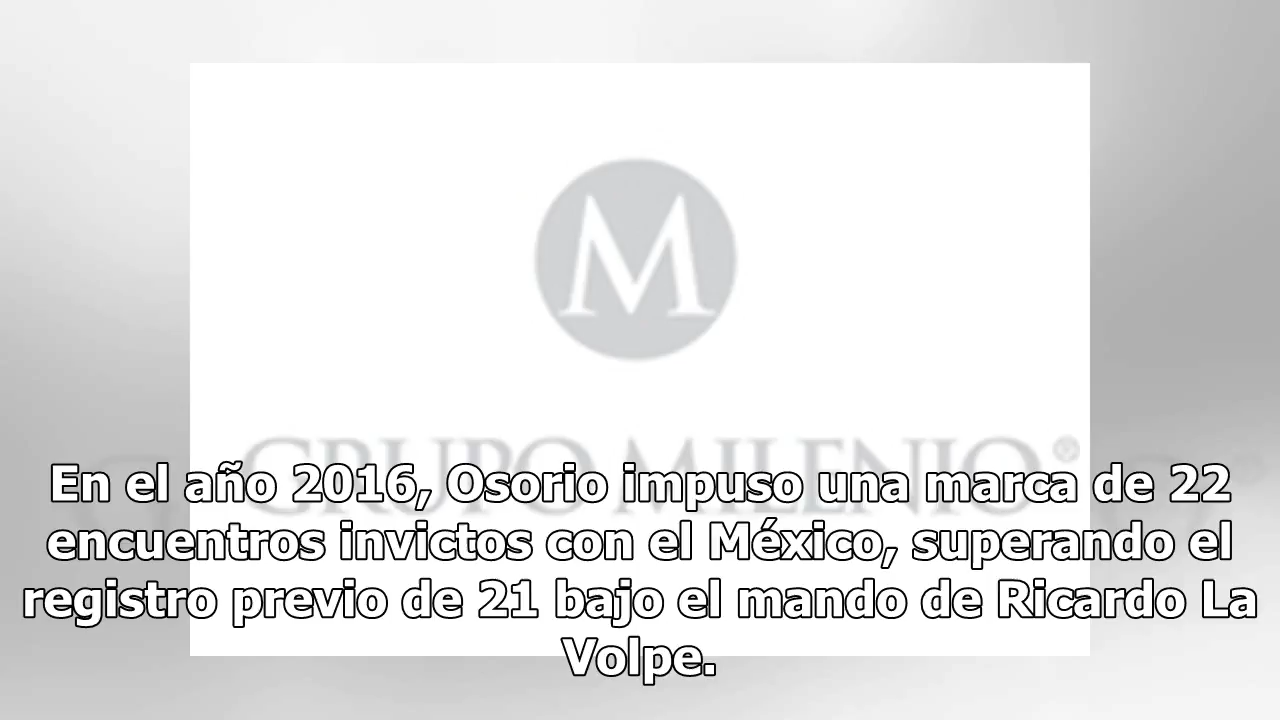 M
GRUPO MILENIO®
En el año 2016, Osorio impuso una marca de 22
encuentros invictos con el México, superando el
registro previo de 21 bajo el mando de Ricardo La
Volpe.